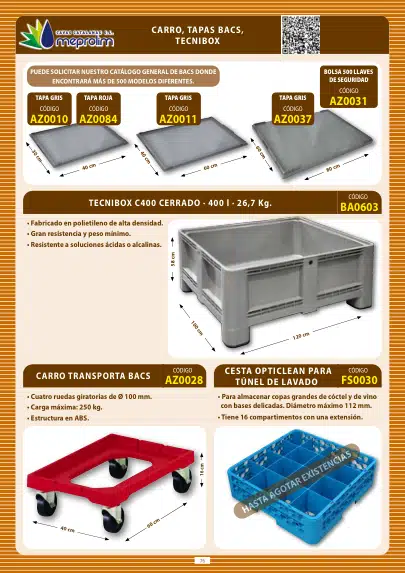 CAVAS CATALANAS S.L.
meprolim
CARRO, TAPAS BACS,
TECNIBOX
PUEDE SOLICITAR NUESTRO CATÁLOGO GENERAL DE BACS DONDE
ENCONTRARÁ MÁS DE 500 MODELOS DIFERENTES.
BOLSA 500 LLAVES
DE SEGURIDAD
CÓDIGO
AZ0031
TAPA GRIS
CÓDIGO
AZ0010
TAPA ROJA
CÓDIGO
AZ0084
TAPA GRIS
CÓDIGO
AZ0011
TAPA GRIS
CÓDIGO
AZ0037
40 cm
60 cm
80 cm
TECNIBOX C400 CERRADO - 400 l - 26,7 Kg.
CÓDIGO
BA0603
• Fabricado en polietileno de alta densidad.
• Gran resistencia y peso mínimo.
• Resistente a soluciones ácidas o alcalinas.
58 cm
100 cm
120 cm
CARRO TRANSPORTA BACS
CÓDIGO
AZ0028
• Cuatro ruedas giratorias de Ø 100 mm.
• Carga máxima: 250 kg.
• Estructura en ABS.
40 cm
60 cm
CESTA OPTICLEAN PARA
TÚNEL DE LAVADO
CÓDIGO
FS0030
• Para almacenar copas grandes de cóctel y de vino
con bases delicadas. Diámetro máximo 112 mm.
• Tiene 16 compartimentos con una extensión.
HASTA AGOTAR EXISTENCIAS